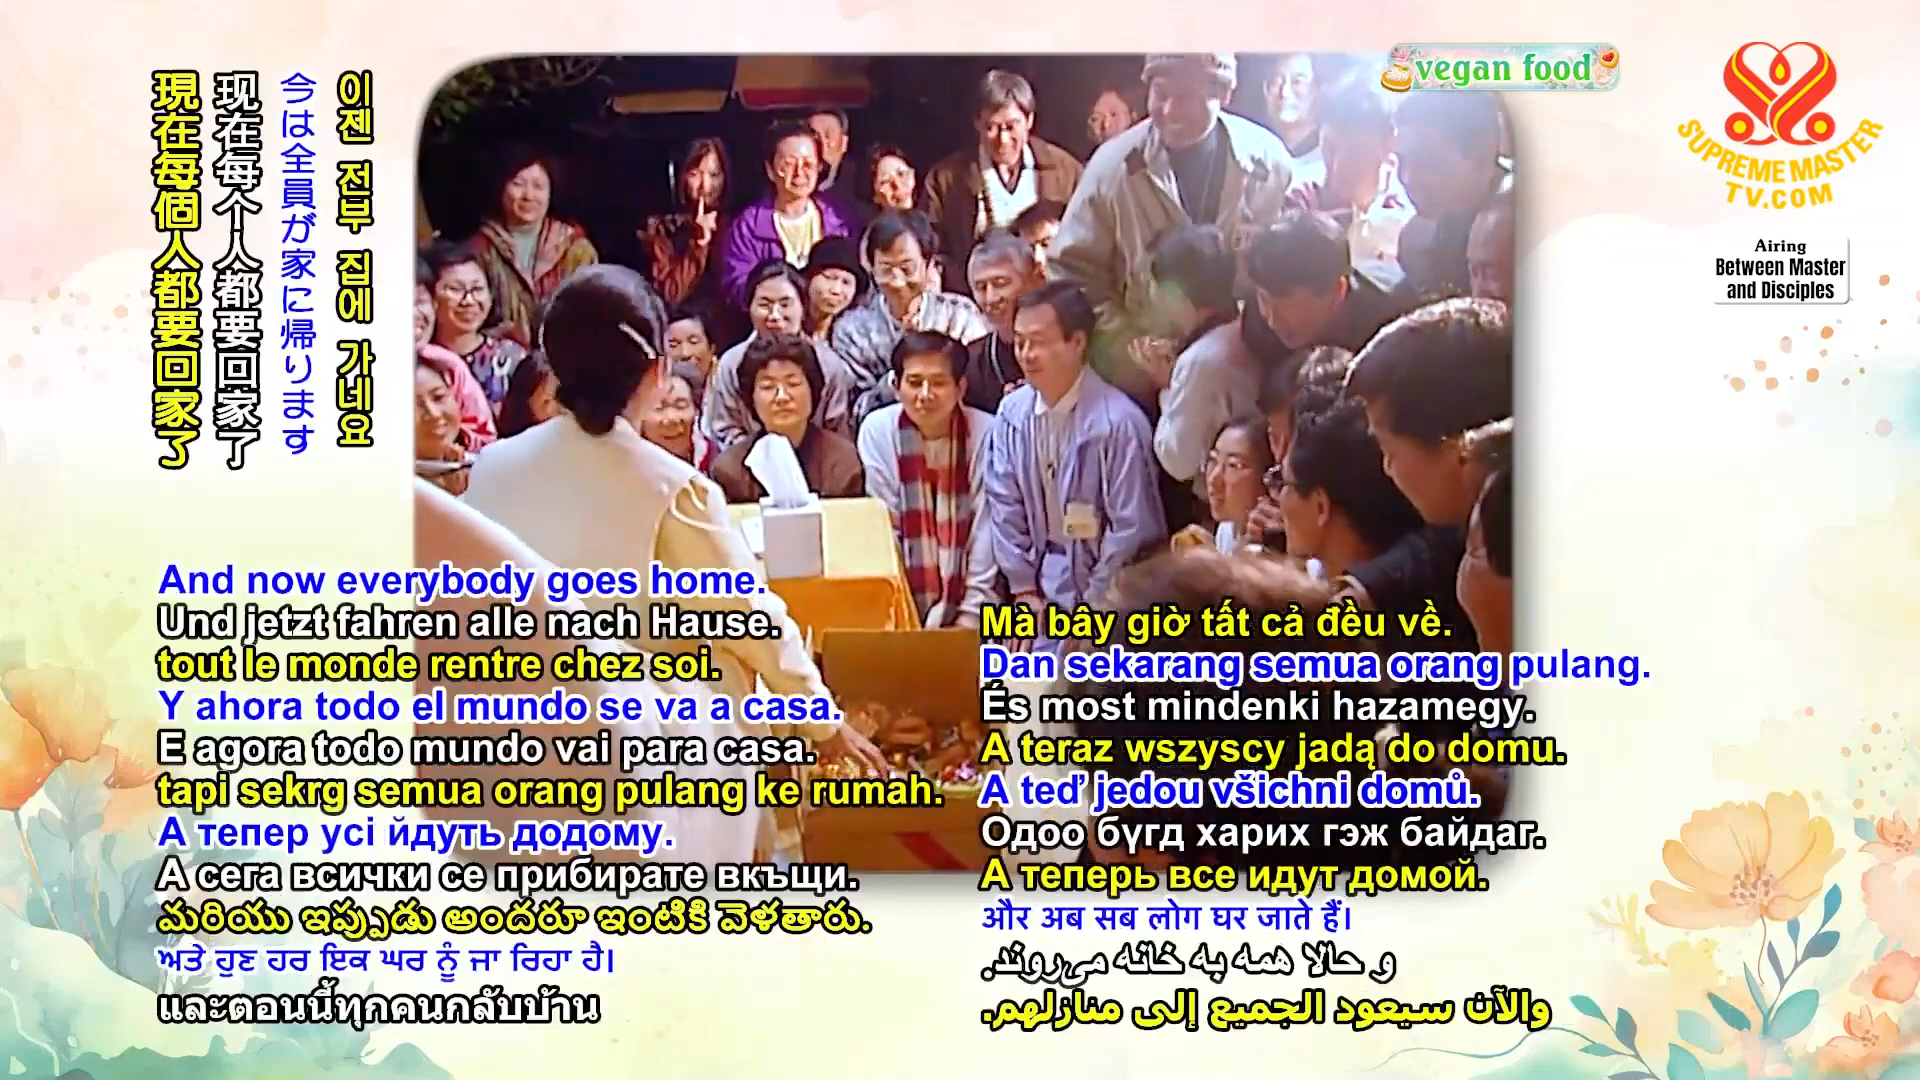 現在每個人都要回家了
现在每个人都要回家了
今は全員が家に帰ります
이젠 전부 집에 가네요
vegan food
SUPREME MASTER
TV.COM
Airing
Between Master
and Disciples
And now everybody goes home.
Und jetzt fahren alle nach Hause.
tout le monde rentre chez soi.
Y ahora todo el mundo se va a casa.
E agora todo mundo vai para casa.
tapi sekrg semua orang pulang ke rumah.
А тепер усі йдуть додому.
А сега всички се прибирате вкъщи.
మరియు ఇప్పుడు అందరూ ఇంటికి వెళతారు.
ਅਤੇ ਹੁਣ ਹਰ ਇਕ ਘਰ ਨੂੰ ਜਾ ਰਿਹਾ ਹੈ।
และตอนนี้ทุกคนกลับบ้าน
Mà bây giờ tất cả đều về.
Dan sekarang semua orang pulang.
És most mindenki hazamegy.
A teraz wszyscy jadą do domu.
A teď jedou všichni domů.
Одоо бүгд харих гэж байдаг.
А теперь все идут домой.
और अब सब लोग घर जाते हैं।
و حالا همه به خانه می‌روند.
والآن سيعود الجميع إلى منازلهم.